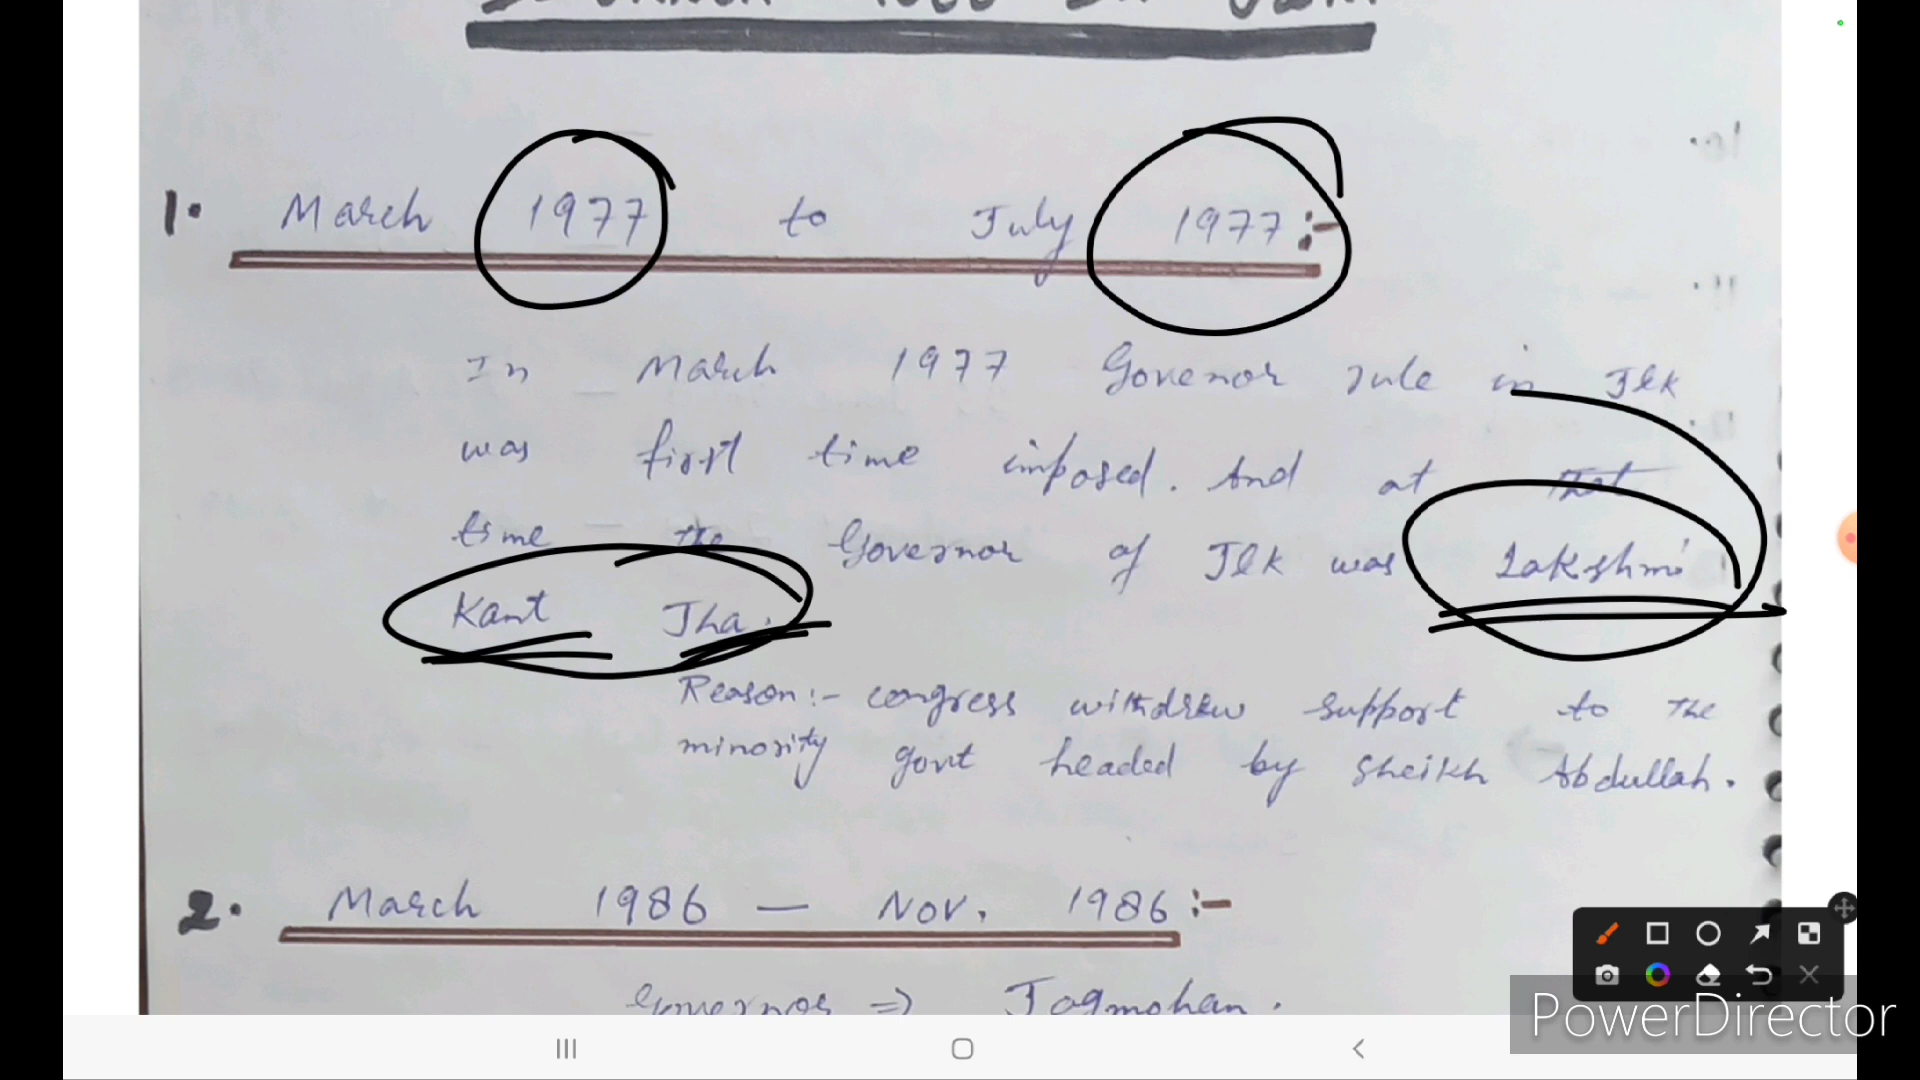 1. March 1977 to July 1977 :-
In March 1977 Govenor rule in J&K
was first time imposed. And at that
time the Governor of J&K was Lakshmi
Kant Jha.
Reason :- congress withdrew support to the
minority govt headed by Sheikh Abdullah.
2. March 1986 – Nov. 1986 :-
Governor => Jagmohan.
PowerDirector